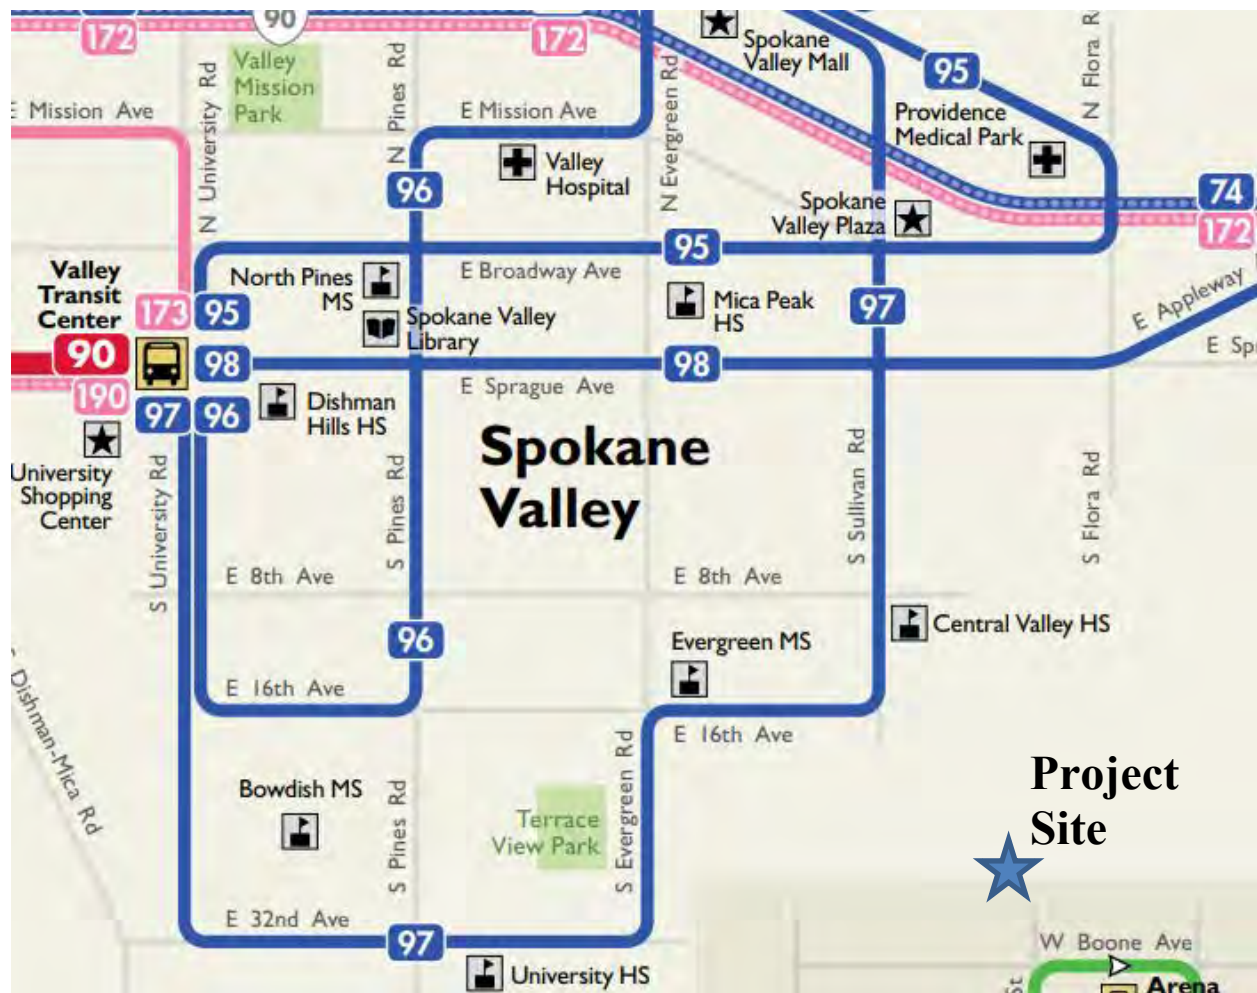 90
172
172
Spokane
Valley Mall
95
N Flora R
Valley
Mission
Park
N University Rd
N Pines Rd
N Evergreen Rd
E Mission Ave
E Mission Ave
Providence
Medical Park
Valley
Hospital
96
74
172
Spokane
Valley Plaza
95
E Broadway Ave
North Pines
MS
Valley
Transit
Center
173
95
Mica Peak
HS
97
E Appleway
Spokane Valley
Library
90
98
98
E Sprague Ave
E Sp
190
97
96
Dishman
Hills HS
University
Shopping
Center
S University Rd
S Pines Rd
Spokane
Valley
S Sullivan Rd
S Flora Rd
E 8th Ave
E 8th Ave
96
Central Valley HS
Evergreen MS
E 16th Ave
E 16th Ave
Dishman-Mica Rd
Bowdish MS
S Pines Rd
Terrace
View Park
S Evergreen Rd
Project
Site
E 32nd Ave
97
University HS
W Boone Ave
St
Arena